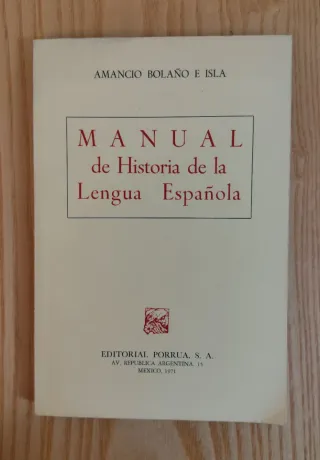 AMANCIO BOLAÑO E ISLA
MANUAL
de Historia de la
Lengua Española
EDITORIAL PORRUA, S. A.
AV. REPUBLICA ARGENTINA 15
MEXICO, 1971